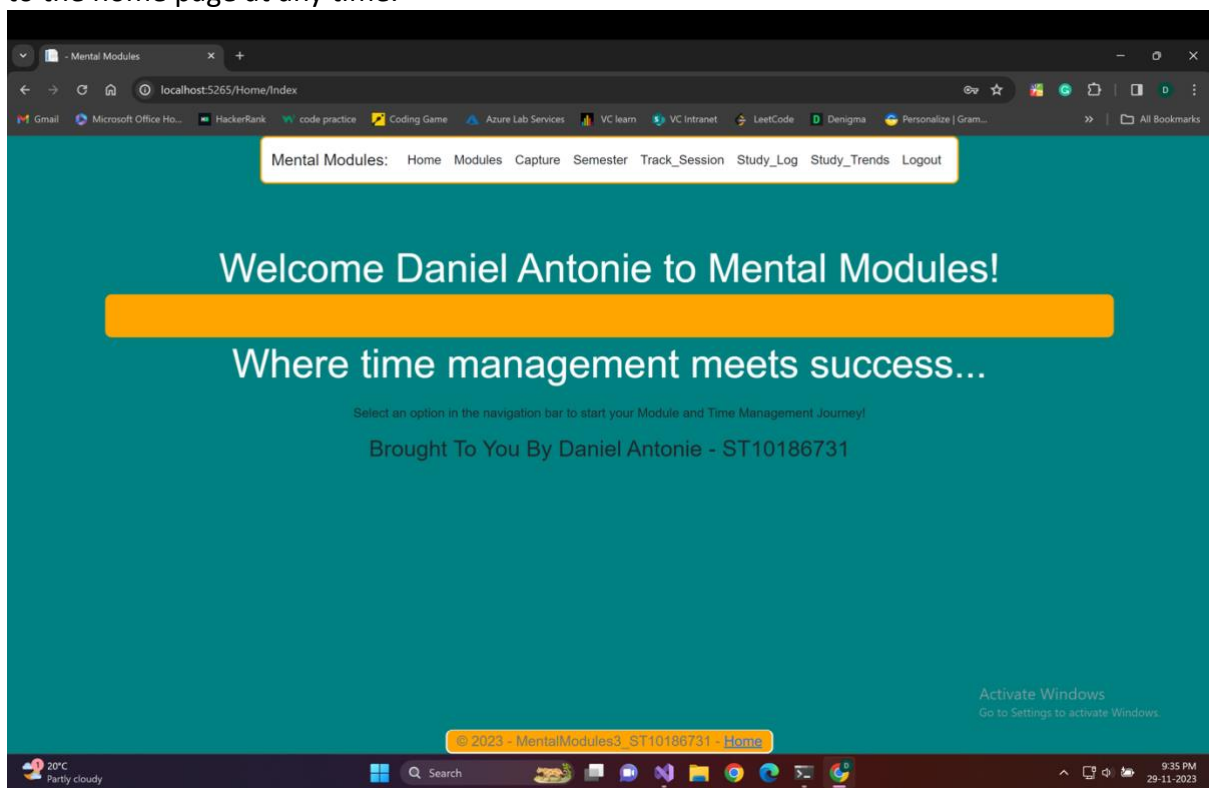 to the home page at any time.
- Mental Modules
localhost:5265/Home/Index
Gmail Microsoft Office Ho... HackerRank code practice Coding Game Azure Lab Services VC learn VC Intranet LeetCode Denigma Personalize | Gram... » All Bookmarks
Mental Modules: Home Modules Capture Semester Track_Session Study_Log Study_Trends Logout
Welcome Daniel Antonie to Mental Modules!
Where time management meets success...
Select an option in the navigation bar to start your Module and Time Management Journey!
Brought To You By Daniel Antonie - ST10186731
Activate Windows
Go to Settings to activate Windows.
© 2023 - MentalModules3_ST10186731 - Home
1 20°C
Partly cloudy
Search
9:35 PM
29-11-2023